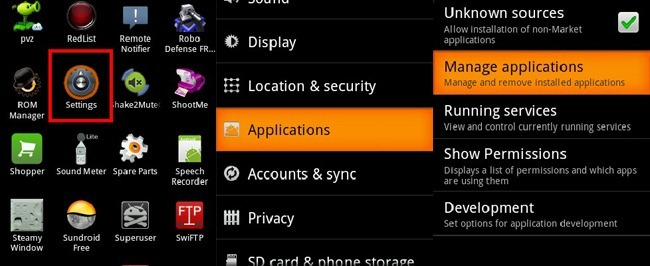 pvz
RedList
Remote
Notifier
Robo
Defense FR...
ROM
Manager
Settings
Shake2Mute
ShootMe
Shopper
Lite
Sound Meter
Spare Parts
Speech
Recorder
Steamy
Window
Sundroid
Free
Superuser
FTP
SwiFTP
Sound
Display
Location & security
Applications
Accounts & sync
Privacy
SD card & phone storage
Unknown sources
Allow installation of non-Market
applications
Manage applications
Manage and remove installed applications
Running services
View and control currently running services
Show Permissions
Displays a list of permissions and which apps
are using them
Development
Set options for application development